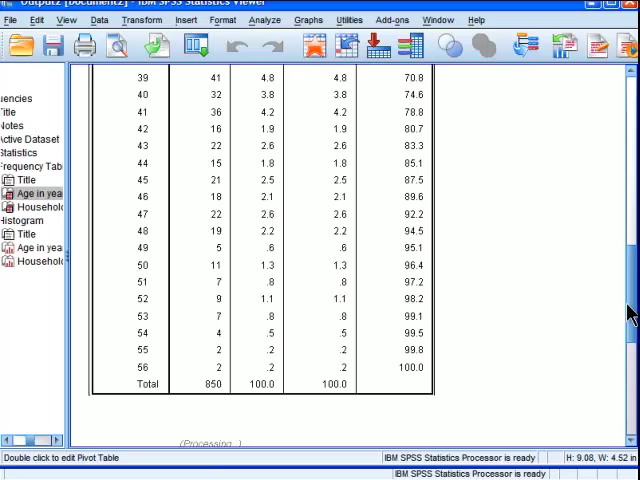 Output2 [Document2] - IBM SPSS Statistics Viewer
File Edit View Data Transform Insert Format Analyze Graphs Utilities Add-ons Window Help
39 41 4.8 4.8 70.8
40 32 3.8 3.8 74.6
41 36 4.2 4.2 78.8
42 16 1.9 1.9 80.7
43 22 2.6 2.6 83.3
44 15 1.8 1.8 85.1
45 21 2.5 2.5 87.5
46 18 2.1 2.1 89.6
47 22 2.6 2.6 92.2
48 19 2.2 2.2 94.5
49 5 .6 .6 95.1
50 11 1.3 1.3 96.4
51 7 .8 .8 97.2
52 9 1.1 1.1 98.2
53 7 .8 .8 99.1
54 4 .5 .5 99.5
55 2 .2 .2 99.8
56 2 .2 .2 100.0
Total 850 100.0 100.0
uencies
Title
Notes
Active Dataset
Statistics
Frequency Tab
Title
Age in yea
Househol
Histogram
Title
Age in yea
Househol
(Processing..)
Double click to edit Pivot Table
IBM SPSS Statistics Processor is ready
H: 9.08, W: 4.52 in
IBM SPSS Statistics Processor is ready